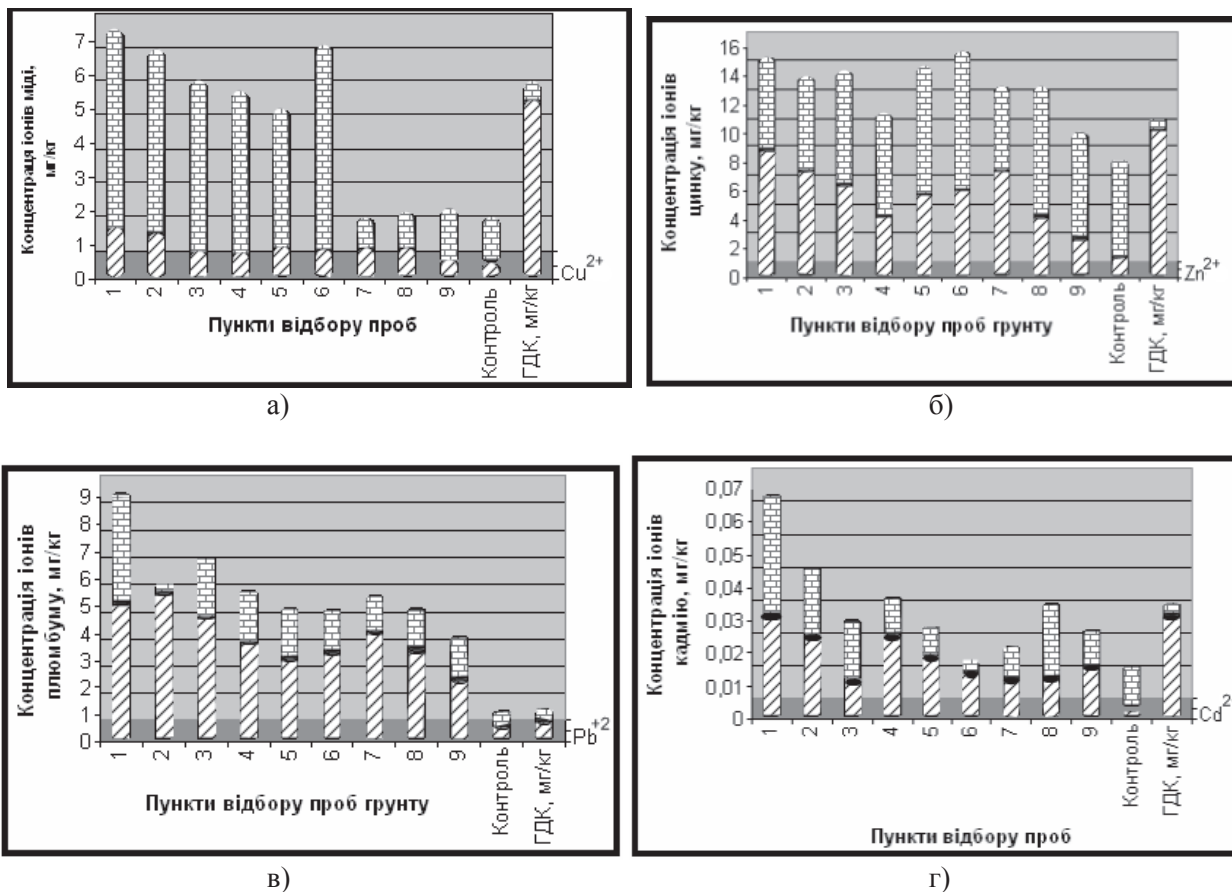 Концентрація іонів міді,
мг/кг
7
6
5
4
3
2
1
0
1 2 3 4 5 6 7 8 9 Контроль ГДК, мг/кг
Cu2+
Пункти відбору проб
а)
Концентрація іонів
цинку, мг/кг
16
14
12
10
8
6
4
2
0
1 2 3 4 5 6 7 8 9 Контроль ГДК, мг/кг
Zn2+
Пункти відбору проб грунту
б)
Концентрація іонів
плюмбуму, мг/кг
9
8
7
6
5
4
3
2
1
0
1 2 3 4 5 6 7 8 9 Контроль ГДК, мг/кг
Pb+2
Пункти відбору проб грунту
в)
Концентрація іонів
кадмію, мг/кг
0,07
0,06
0,05
0,04
0,03
0,02
0,01
0
1 2 3 4 5 6 7 8 9 Контроль ГДК, мг/кг
Cd2
Пункти відбору проб
г)